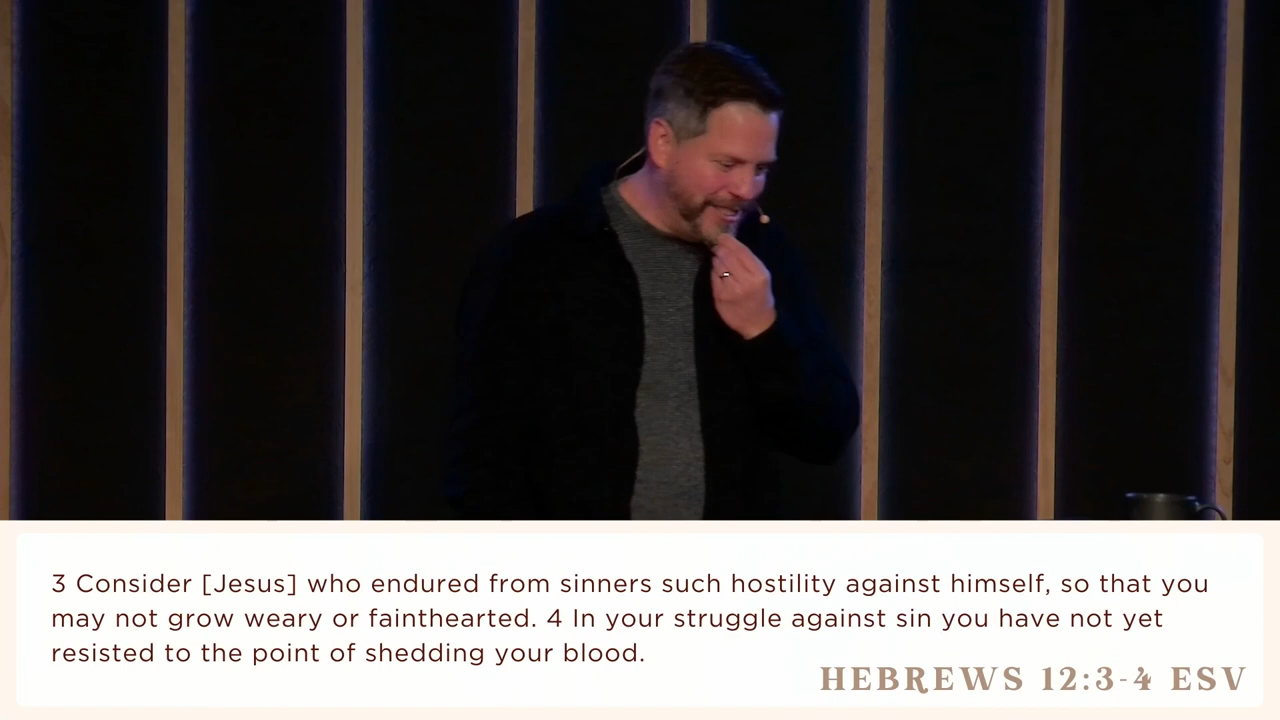 3 Consider [Jesus] who endured from sinners such hostility against himself, so that you
may not grow weary or fainthearted. 4 In your struggle against sin you have not yet
resisted to the point of shedding your blood.
HEBREWS 12:3-4 ESV